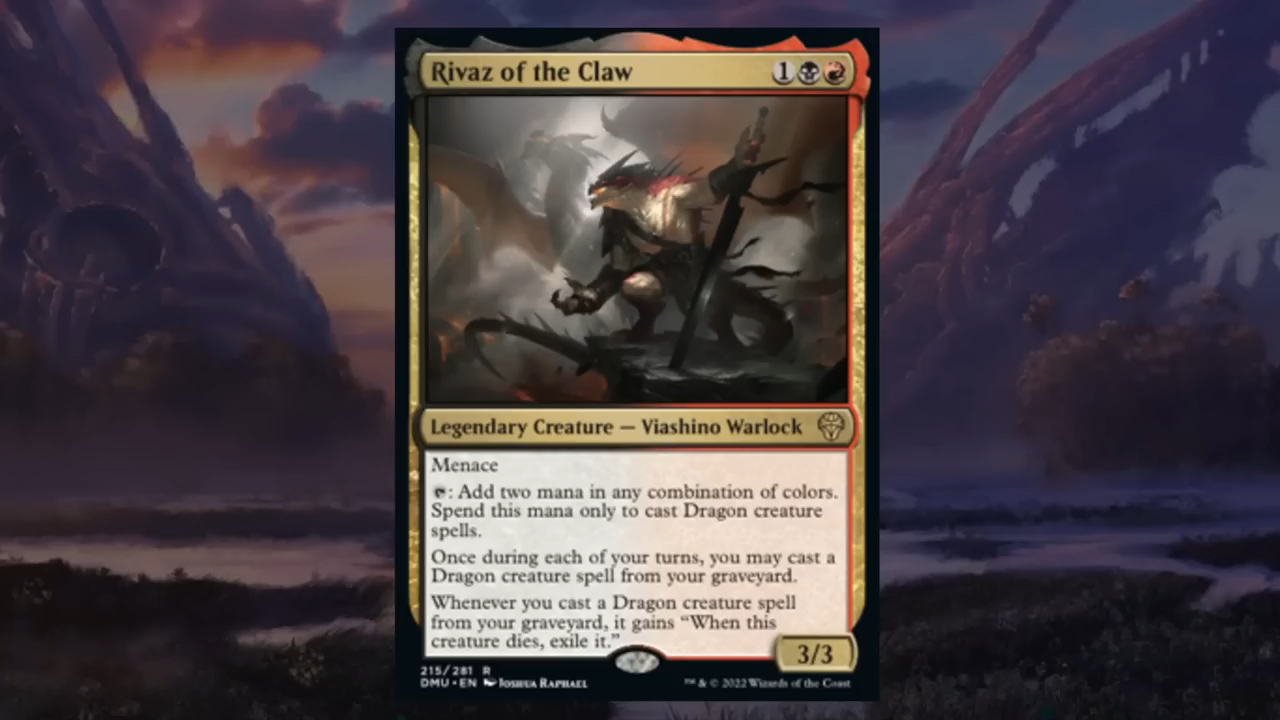 Rivaz of the Claw 1
Legendary Creature — Viashino Warlock
Menace
: Add two mana in any combination of colors.
Spend this mana only to cast Dragon creature
spells.
Once during each of your turns, you may cast a
Dragon creature spell from your graveyard.
Whenever you cast a Dragon creature spell
from your graveyard, it gains “When this
creature dies, exile it.”
3/3
215/281 R
DMU • EN Joshua Raphael
™ & © 2022 Wizards of the Coast